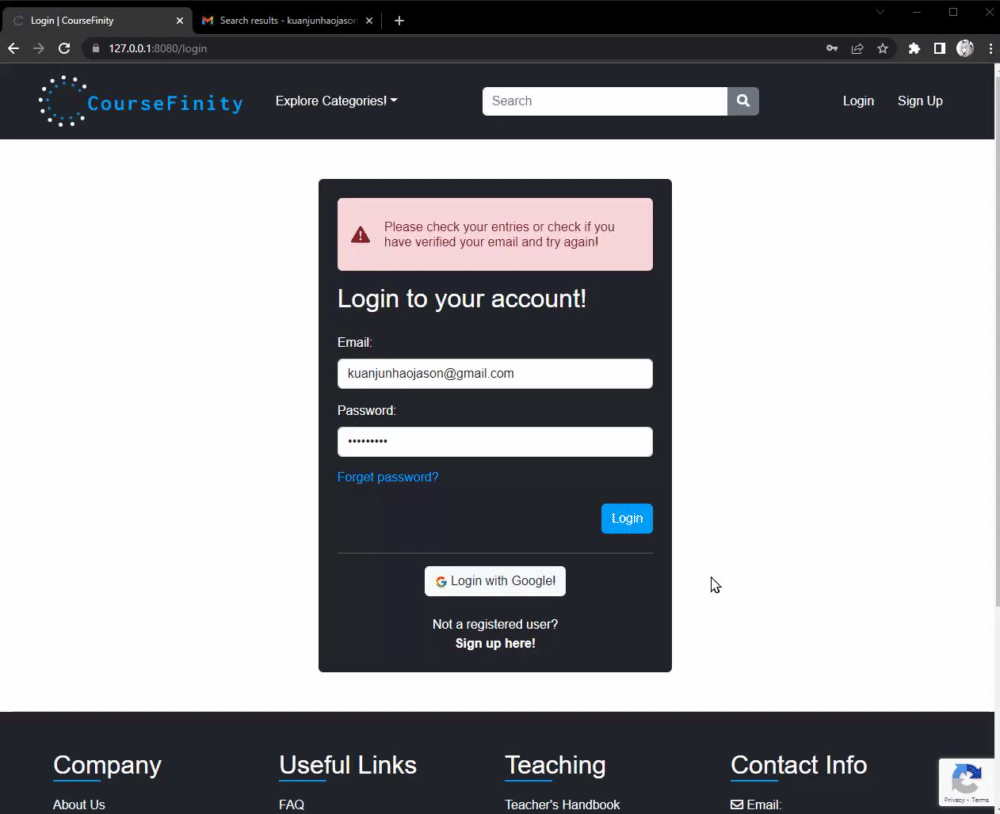 Login | CourseFinity
Search results - kuanjunhaojason
127.0.0.1:8080/login
CourseFinity
Explore Categories!
Search
Login
Sign Up
Please check your entries or check if you
have verified your email and try again!
Login to your account!
Email:
kuanjunhaojason@gmail.com
Password:
•••••••••
Forget password?
Login
Login with Google!
Not a registered user?
Sign up here!
Company
Useful Links
Teaching
Contact Info
About Us
FAQ
Teacher's Handbook
Email:
Privacy - Terms